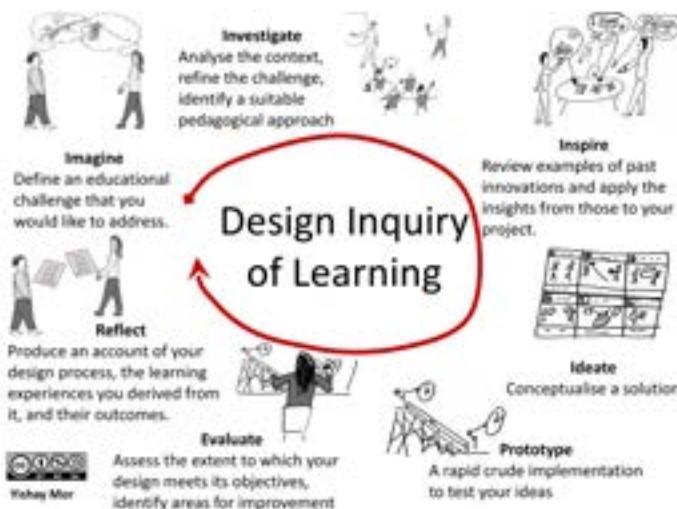 Investigate
Analyse the context,
refine the challenge,
identify a suitable
pedagogical approach
Inspire
Review examples of past
innovations and apply the
insights from those to your
project.
Imagine
Define an educational
challenge that you
would like to address.
Design Inquiry
of Learning
Reflect
Produce an account of your
design process, the learning
experiences you derived from
it, and their outcomes.
Ideate
Conceptualise a solution
Evaluate
Assess the extent to which your
design meets its objectives,
identify areas for improvement
Prototype
A rapid crude implementation
to test your ideas
Yishay Mor